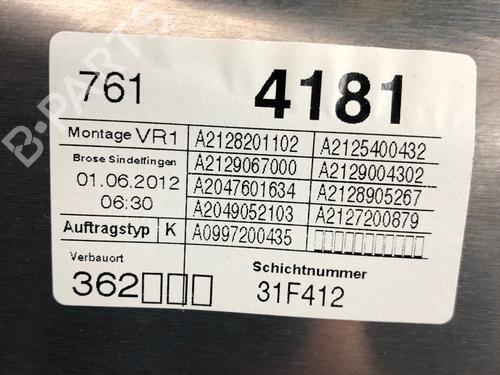 761 4181
Montage VR1 A2128201102 A2125400432
Brose Sindelfingen A2129067000 A2129004302
01.06.2012 A2047601634 A2128905267
06:30 A2049052103 A2127200879
Auftragstyp K A0997200435 ▯▯▯▯▯▯▯▯▯▯▯
Verbauort
362▯▯▯ Schichtnummer
31F412
B-PARTS